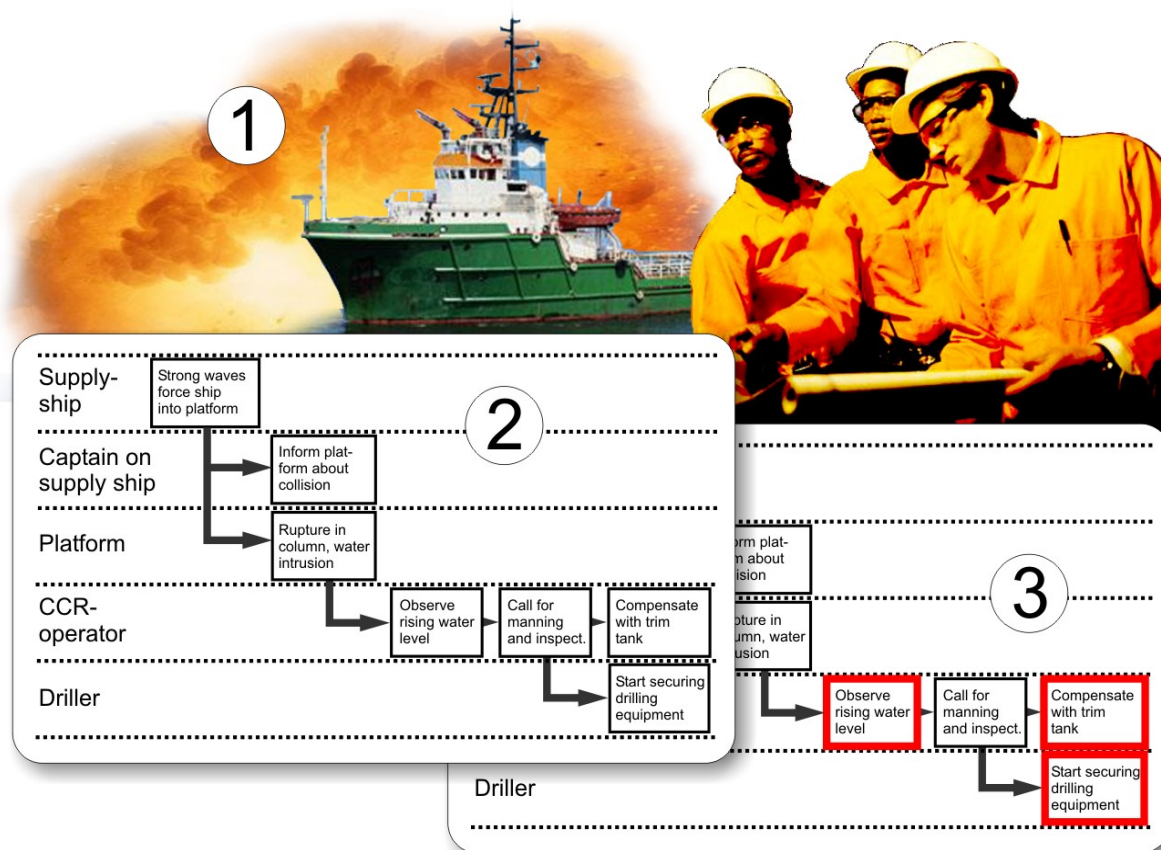 1
2
Supply-
ship
Strong waves
force ship
into platform
Captain on
supply ship
Inform plat-
form about
collision
Platform
Rupture in
column, water
intrusion
CCR-
operator
Observe
rising water
level
Call for
manning
and inspect.
Compensate
with trim
tank
Driller
Start securing
drilling
equipment
3
orm plat-
m about
ision
pture in
umn, water
usion
Observe
rising water
level
Call for
manning
and inspect.
Compensate
with trim
tank
Driller
Start securing
drilling
equipment